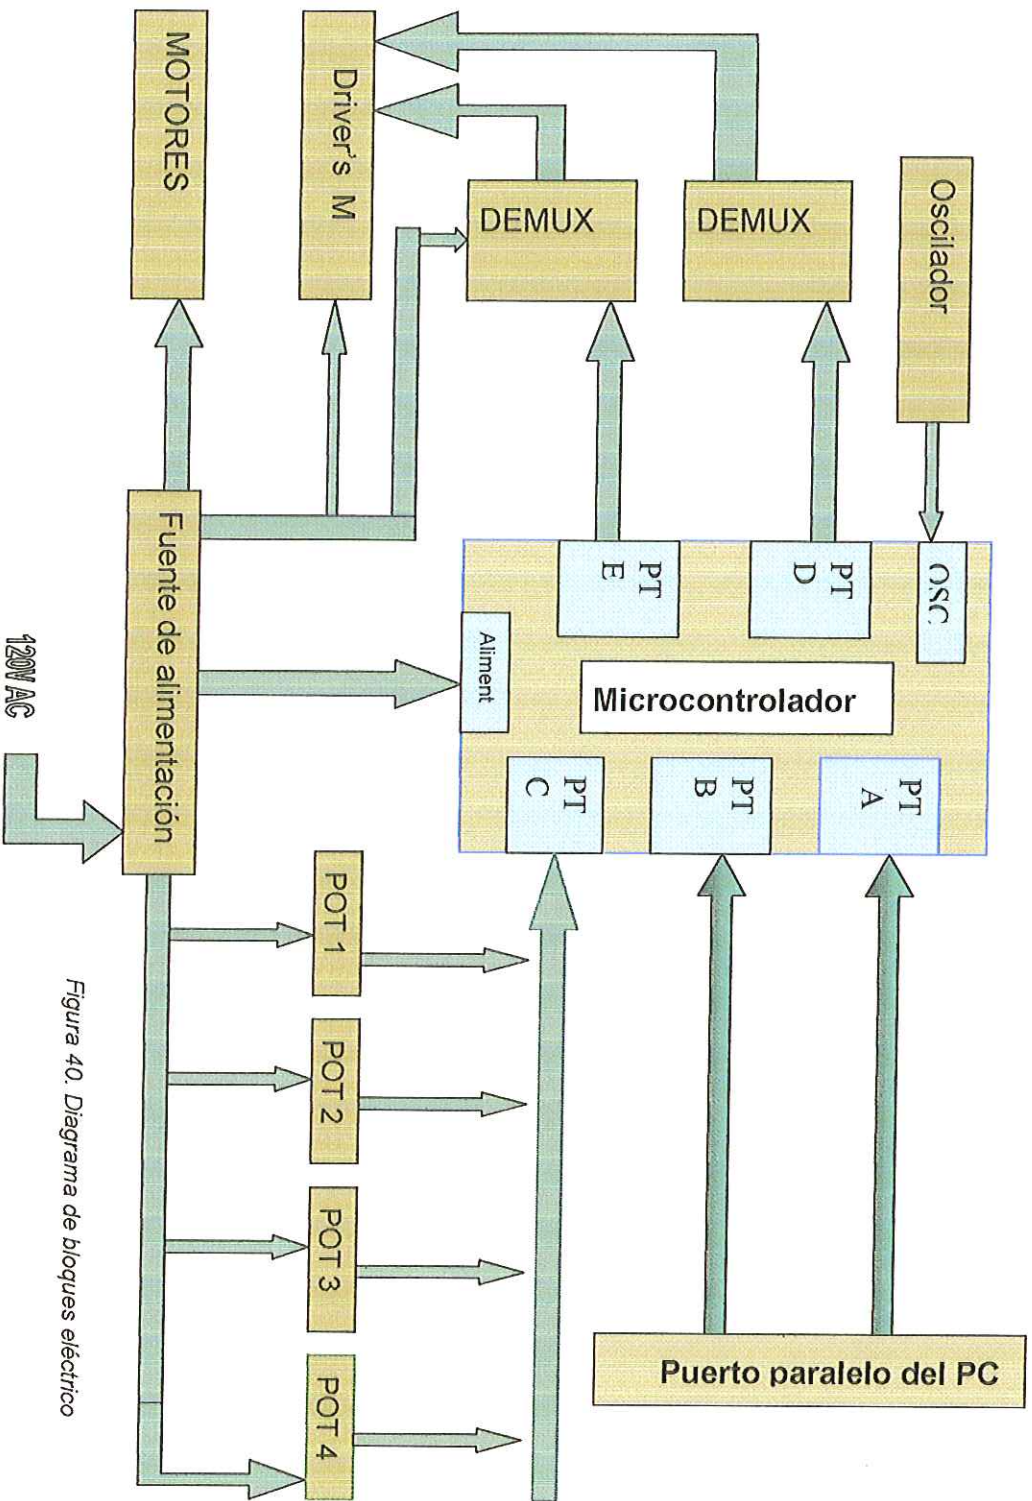 MOTORES
Driver's M
DEMUX
DEMUX
Oscilador
OSC
PT
D
PT
E
Microcontrolador
Aliment
PT
A
PT
B
PT
C
Fuente de alimentación
120V AC
POT 1
POT 2
POT 3
POT 4
Puerto paralelo del PC
Figura 40. Diagrama de bloques eléctrico